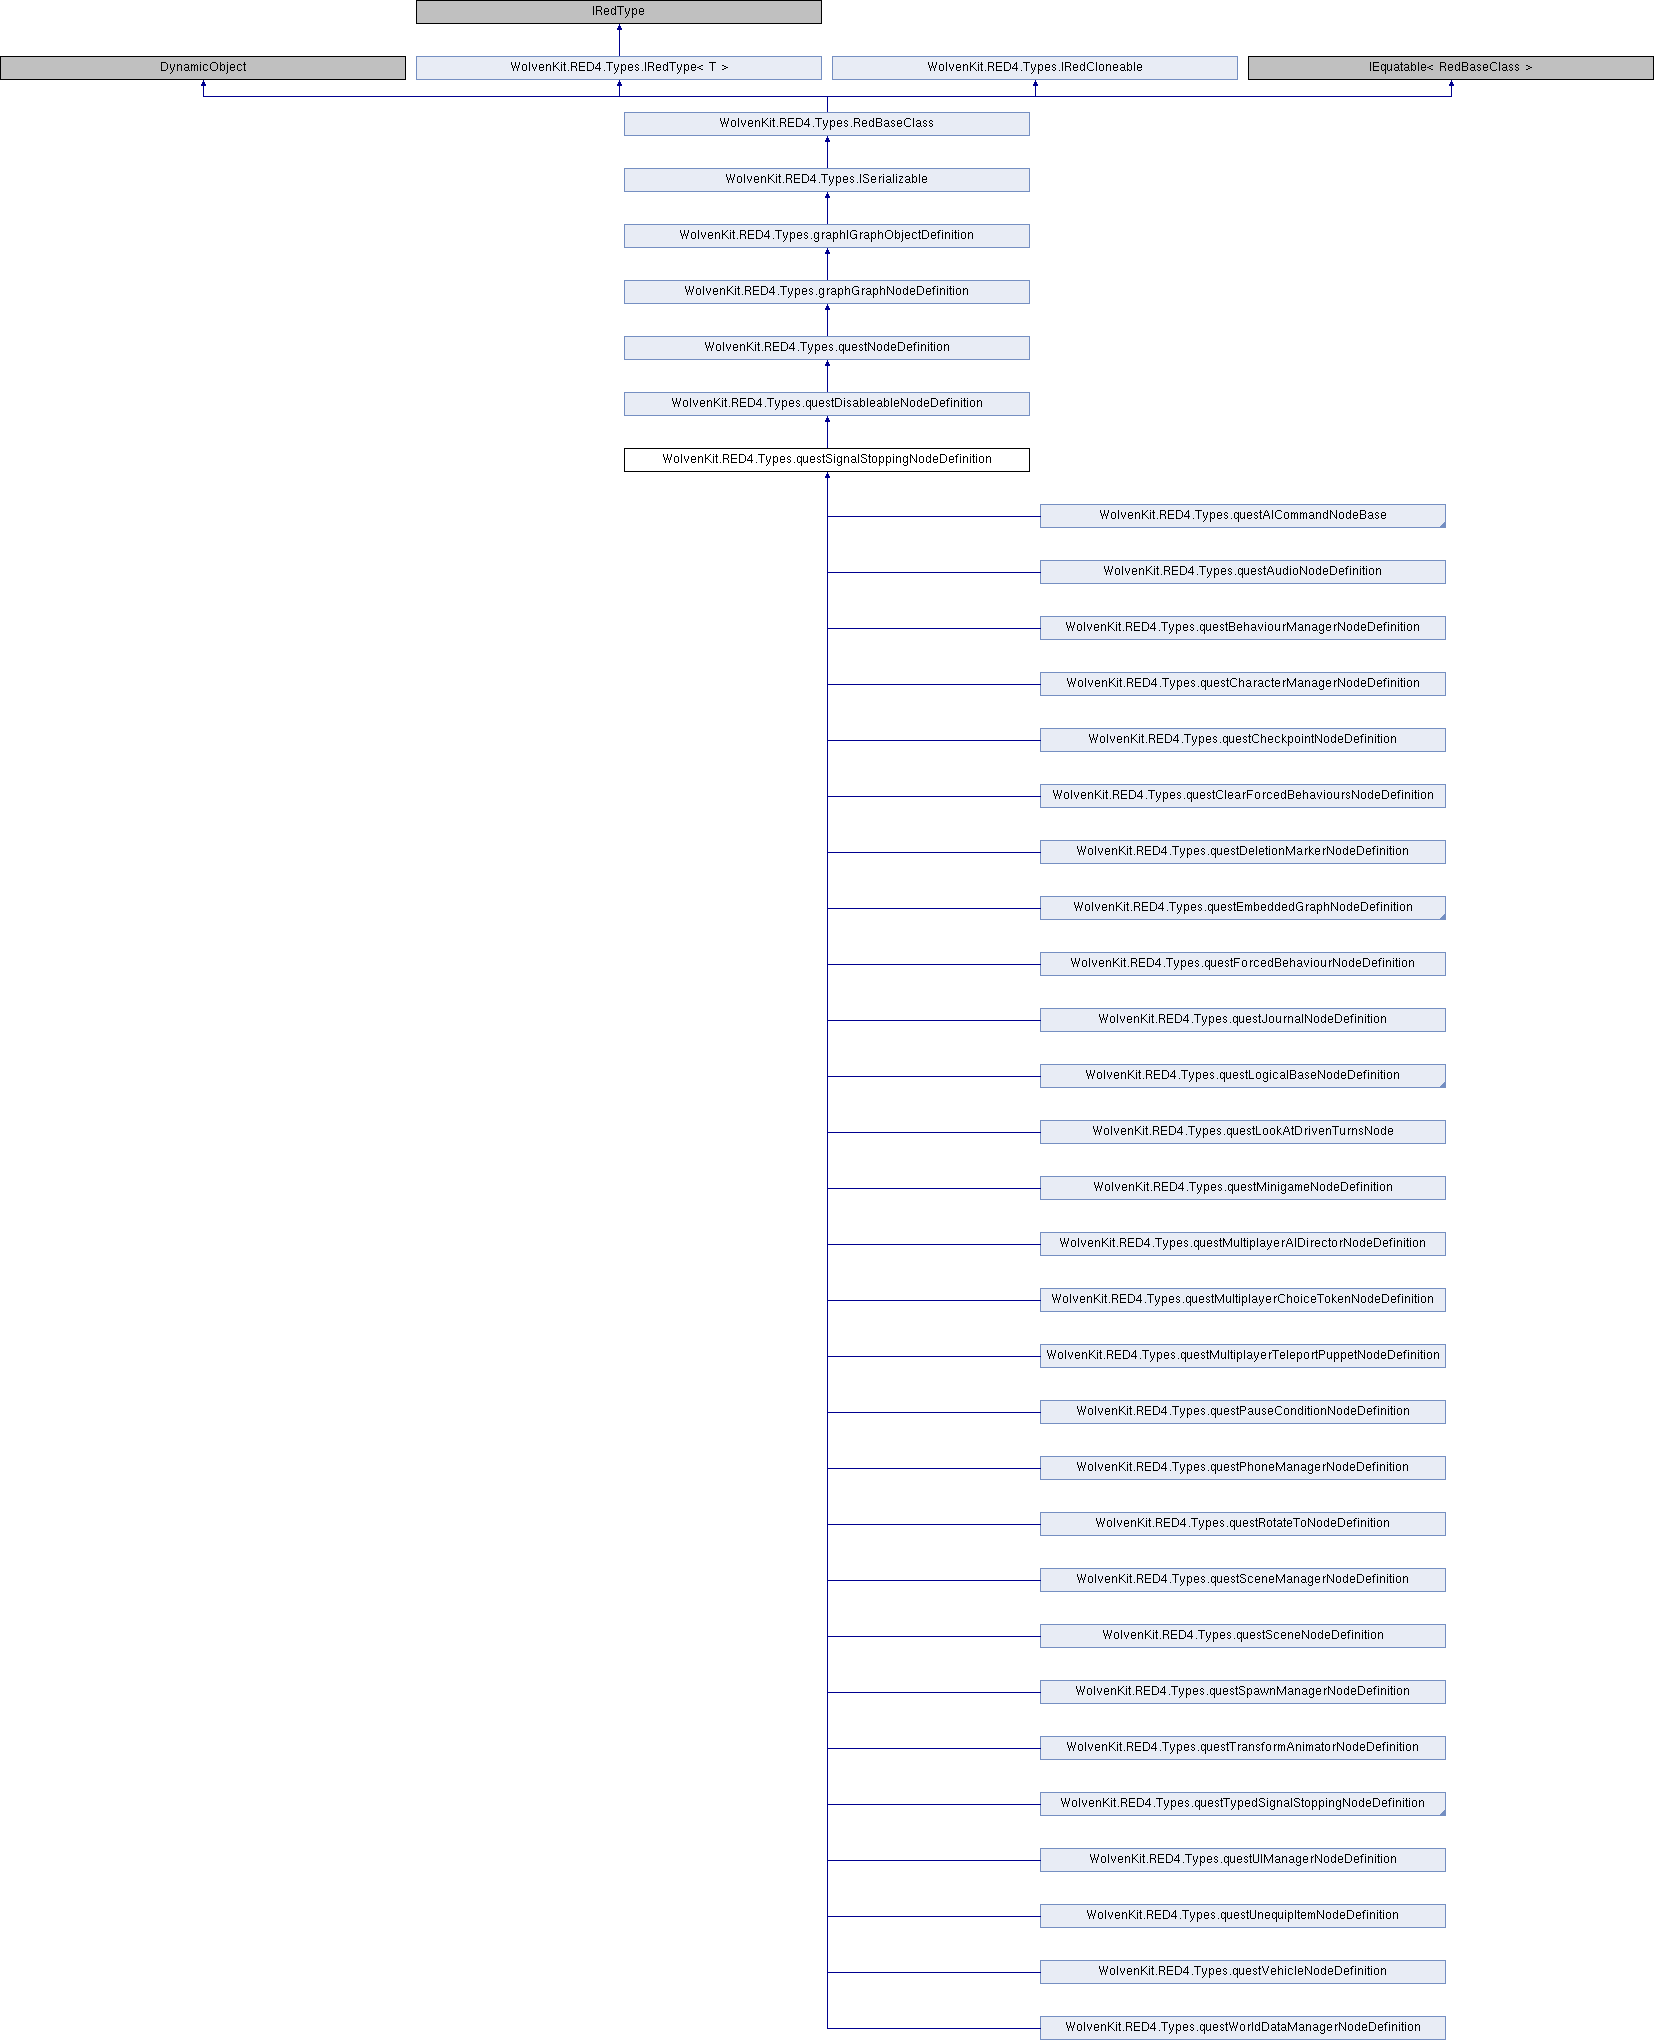 IRedType
DynamicObject
WolvenKit.RED4.Types.IRedType< T >
WolvenKit.RED4.Types.IRedCloneable
IEquatable< RedBaseClass >
WolvenKit.RED4.Types.RedBaseClass
WolvenKit.RED4.Types.ISerializable
WolvenKit.RED4.Types.graphIGraphObjectDefinition
WolvenKit.RED4.Types.graphGraphNodeDefinition
WolvenKit.RED4.Types.questNodeDefinition
WolvenKit.RED4.Types.questDisableableNodeDefinition
WolvenKit.RED4.Types.questSignalStoppingNodeDefinition
WolvenKit.RED4.Types.questAICommandNodeBase
WolvenKit.RED4.Types.questAudioNodeDefinition
WolvenKit.RED4.Types.questBehaviourManagerNodeDefinition
WolvenKit.RED4.Types.questCharacterManagerNodeDefinition
WolvenKit.RED4.Types.questCheckpointNodeDefinition
WolvenKit.RED4.Types.questClearForcedBehavioursNodeDefinition
WolvenKit.RED4.Types.questDeletionMarkerNodeDefinition
WolvenKit.RED4.Types.questEmbeddedGraphNodeDefinition
WolvenKit.RED4.Types.questForcedBehaviourNodeDefinition
WolvenKit.RED4.Types.questJournalNodeDefinition
WolvenKit.RED4.Types.questLogicalBaseNodeDefinition
WolvenKit.RED4.Types.questLookAtDrivenTurnsNode
WolvenKit.RED4.Types.questMinigameNodeDefinition
WolvenKit.RED4.Types.questMultiplayerAIDirectorNodeDefinition
WolvenKit.RED4.Types.questMultiplayerChoiceTokenNodeDefinition
WolvenKit.RED4.Types.questMultiplayerTeleportPuppetNodeDefinition
WolvenKit.RED4.Types.questPauseConditionNodeDefinition
WolvenKit.RED4.Types.questPhoneManagerNodeDefinition
WolvenKit.RED4.Types.questRotateToNodeDefinition
WolvenKit.RED4.Types.questSceneManagerNodeDefinition
WolvenKit.RED4.Types.questSceneNodeDefinition
WolvenKit.RED4.Types.questSpawnManagerNodeDefinition
WolvenKit.RED4.Types.questTransformAnimatorNodeDefinition
WolvenKit.RED4.Types.questTypedSignalStoppingNodeDefinition
WolvenKit.RED4.Types.questUIManagerNodeDefinition
WolvenKit.RED4.Types.questUnequipItemNodeDefinition
WolvenKit.RED4.Types.questVehicleNodeDefinition
WolvenKit.RED4.Types.questWorldDataManagerNodeDefinition